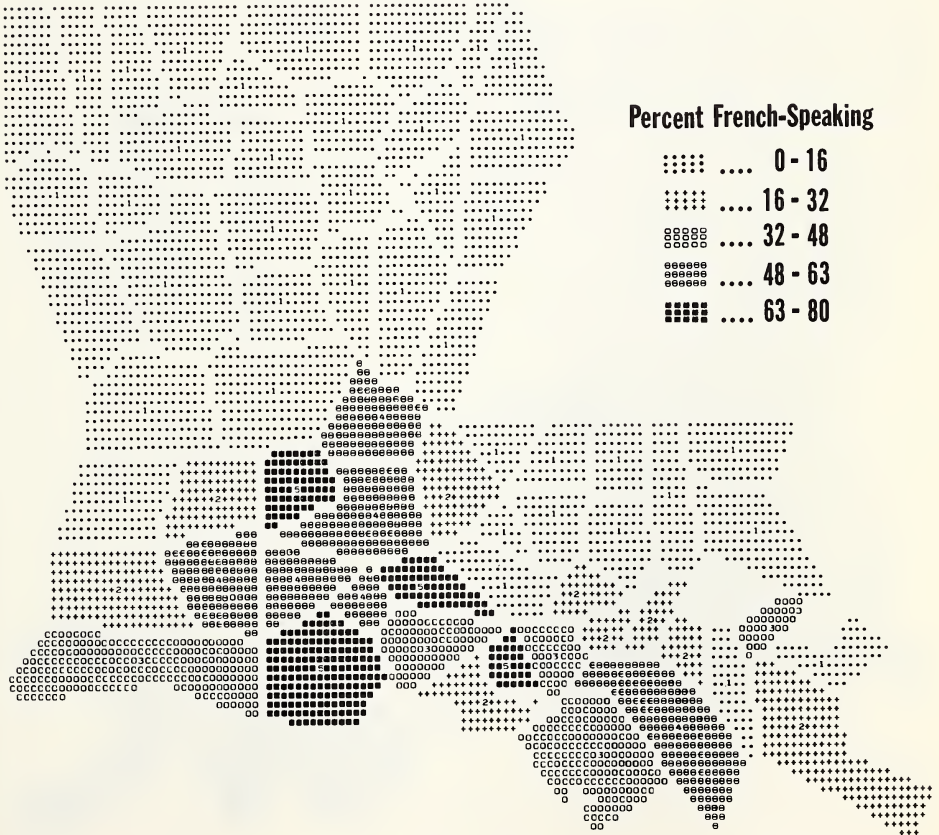 Percent French-Speaking
.... 0 - 16
.... 16 - 32
.... 32 - 48
.... 48 - 63
.... 63 - 80